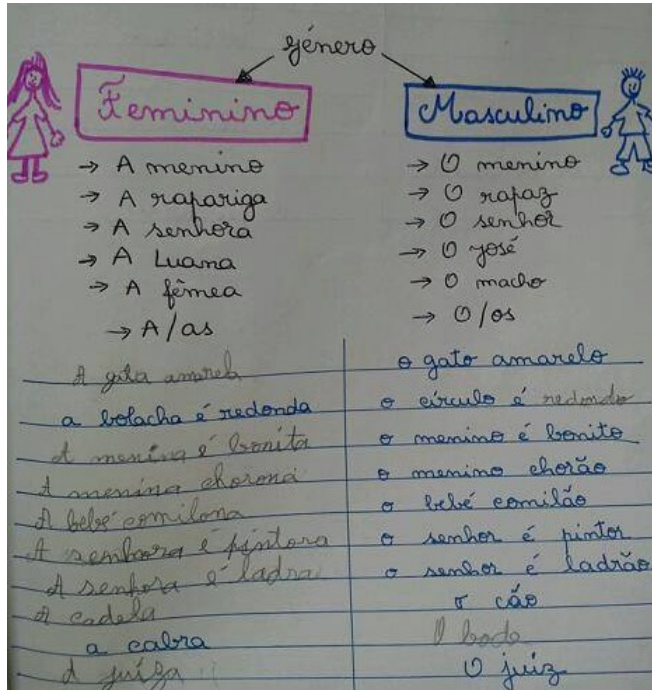 género
Feminino
Masculino
→ A menino
→ O menino
→ A rapariga
→ O rapaz
→ A senhora
→ O senhor
→ A Luana
→ O José
→ A fêmea
→ O macho
→ A/as
→ O/os
A gata amarela
o gato amarelo
a bolacha é redonda
o círculo é redondo
A menina é bonita
o menino é bonito
A menina chorona
o menino chorão
A bebé comilona
o bebé comilão
A senhora é pintora
o senhor é pintor
A senhora é ladra
o senhor é ladrão
A cadela
o cão
a cabra
O bode
A juíza
O juiz